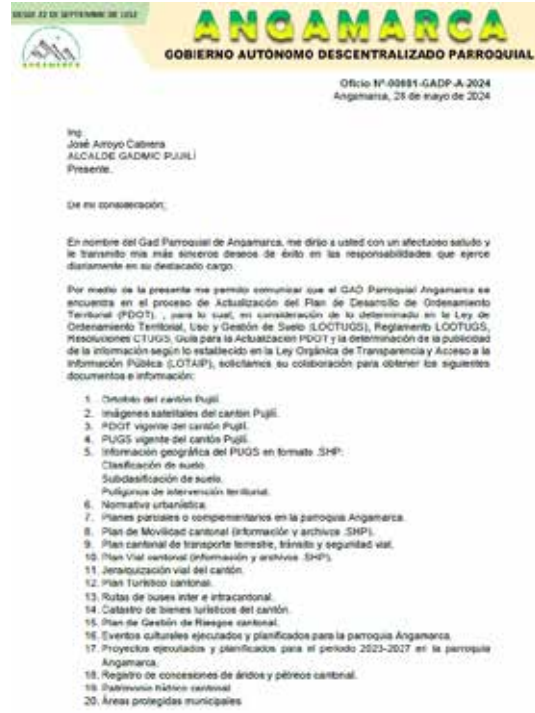 DESDE 22 DE SEPTIEMBRE DE
ANGAMARCA
GOBIERNO AUTÓNOMO DESCENTRALIZADO PARROQUIAL
ANGAMARCA
Oficio Nº-00681-GADP-A-2024
Angamarca, 28 de mayo de 2024
Ing.
José Arroyo Cabrera
ALCALDE GADMIC PUJILÍ
Presente.
De mi consideración;
En nombre del Gad Parroquial de Angamarca, me dirijo a usted con un afectuoso saludo y
le transmito mis más sinceros deseos de éxito en las responsabilidades que ejerce
diariamente en su destacado cargo.
Por medio de la presente me permito comunicar que el GAD Parroquial Angamarca se
encuentra en el proceso de Actualización del Plan de Desarrollo de Ordenamiento
Territorial (PDOT). , para lo cual, en consideración de lo determinado en la Ley de
Ordenamiento Territorial, Uso y Gestión de Suelo (LOOTUGS), Reglamento LOOTUGS,
Resoluciones CTUGS, Guía para la Actualización PDOT y la determinación de la publicidad
de la información según lo establecido en la Ley Orgánica de Transparencia y Acceso a la
Información Pública (LOTAIP), solicitamos su colaboración para obtener los siguientes
documentos e información:
1. Ortofoto del cantón Pujilí.
2. Imágenes satelitales del cantón Pujilí.
3. PDOT vigente del cantón Pujilí.
4. PUGS vigente del cantón Pujilí.
5. Información geográfica del PUGS en formato .SHP:
Clasificación de suelo.
Subclasificación de suelo.
Polígonos de intervención territorial.
6. Normativa urbanística.
7. Planes parciales o complementarios en la parroquia Angamarca.
8. Plan de Movilidad cantonal (información y archivos .SHP).
9. Plan cantonal de transporte terrestre, tránsito y seguridad vial.
10. Plan Vial cantonal (información y archivos .SHP).
11. Jerarquización vial del cantón.
12. Plan Turístico cantonal.
13. Rutas de buses inter e intracantonal.
14. Catastro de bienes turísticos del cantón.
15. Plan de Gestión de Riesgos cantonal.
16. Eventos culturales ejecutados y planificados para la parroquia Angamarca.
17. Proyectos ejecutados y planificados para el periodo 2023-2027 en la parroquia
Angamarca.
18. Registro de concesiones de áridos y pétreos cantonal.
19. Patrimonio hídrico cantonal
20. Áreas protegidas municipales